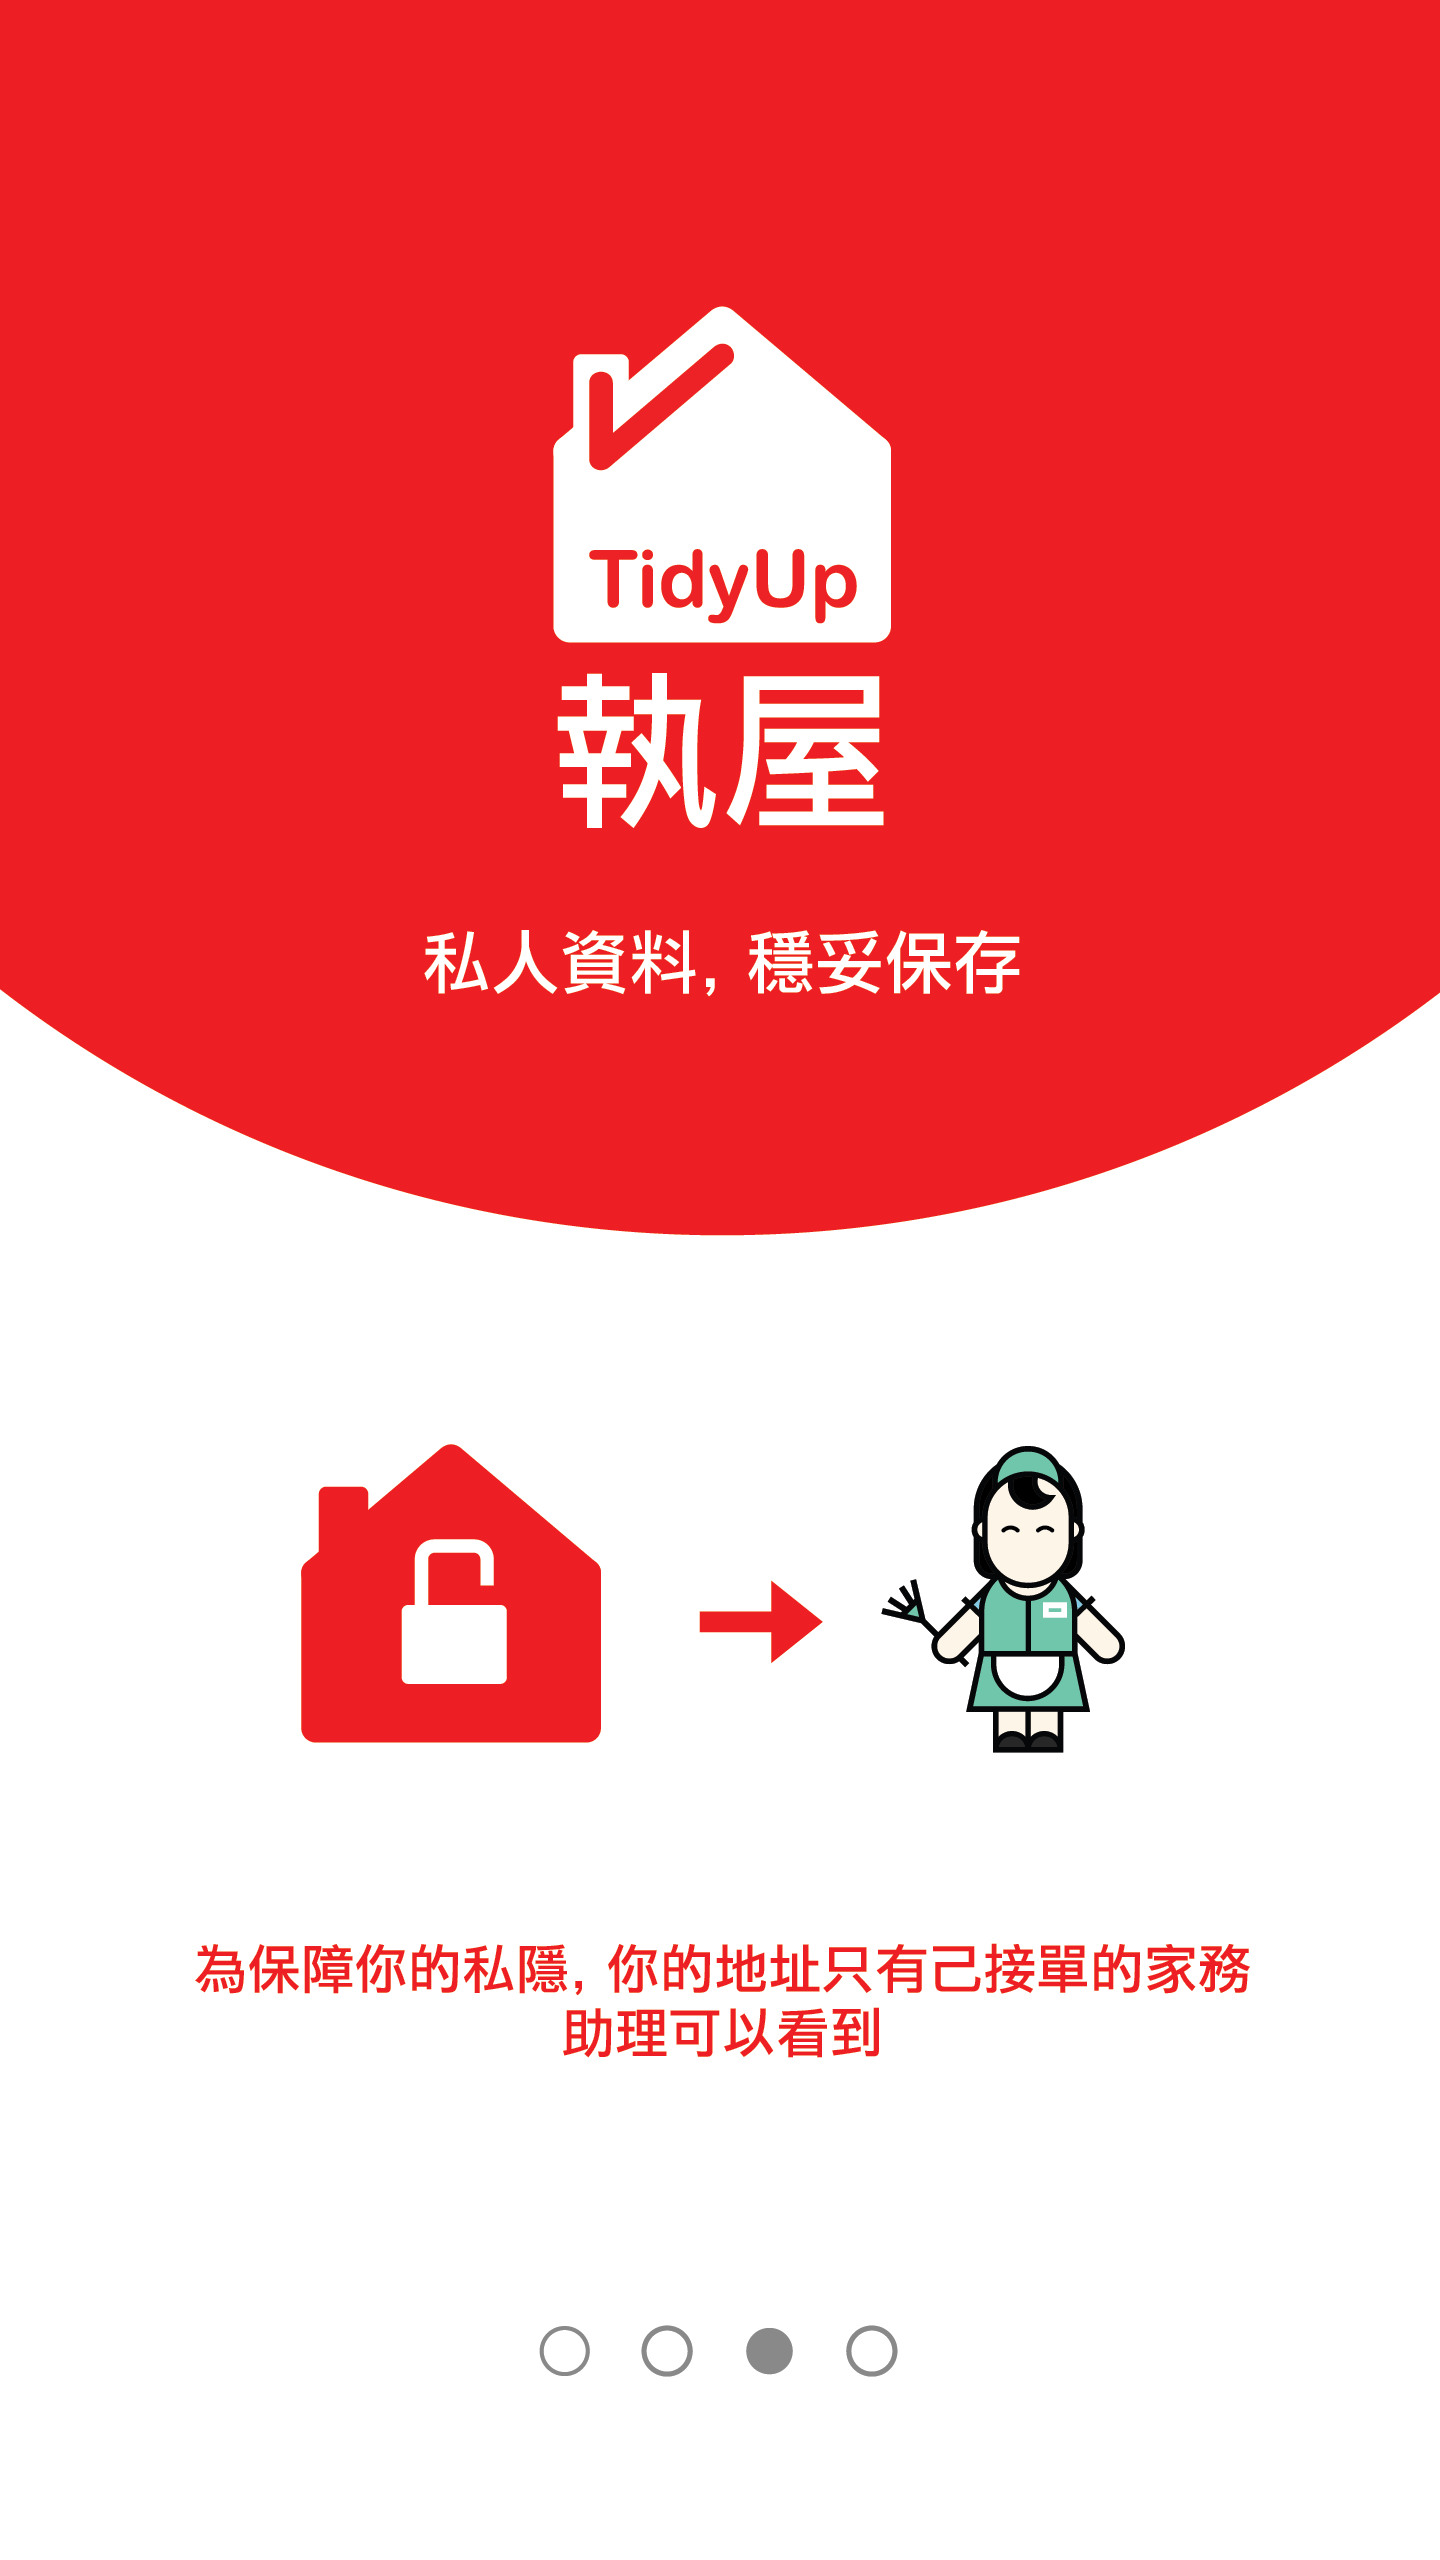 TidyUp
執屋
私人資料，穩妥保存
為保障你的私隱，你的地址只有己接單的家務
助理可以看到